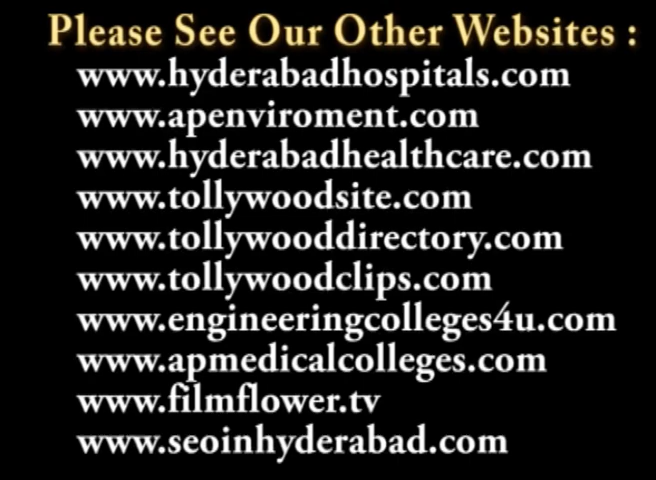 Please See Our Other Websites :
www.hyderabadhospitals.com
www.apenviroment.com
www.hyderabadhealthcare.com
www.tollywoodsite.com
www.tollywooddirectory.com
www.tollywoodclips.com
www.engineeringcolleges4u.com
www.apmedicalcolleges.com
www.filmflower.tv
www.seoinhyderabad.com